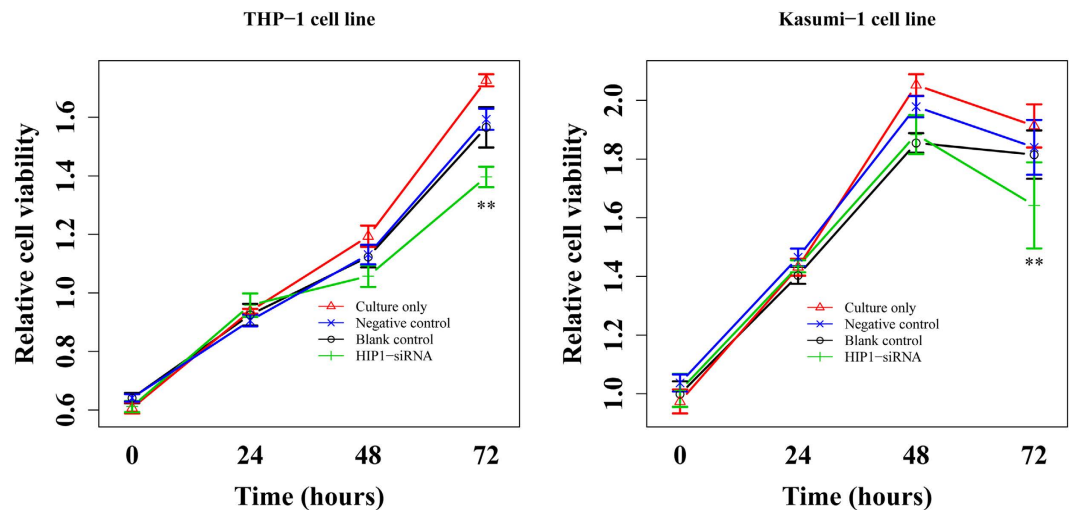 THP−1 cell line
Relative cell viability
1.6
1.4
1.2
1.0
0.8
0.6
**
Culture only
Negative control
Blank control
HIP1−siRNA
0 24 48 72
Time (hours)
Kasumi−1 cell line
Relative cell viability
2.0
1.8
1.6
1.4
1.2
1.0
**
Culture only
Negative control
Blank control
HIP1−siRNA
0 24 48 72
Time (hours)